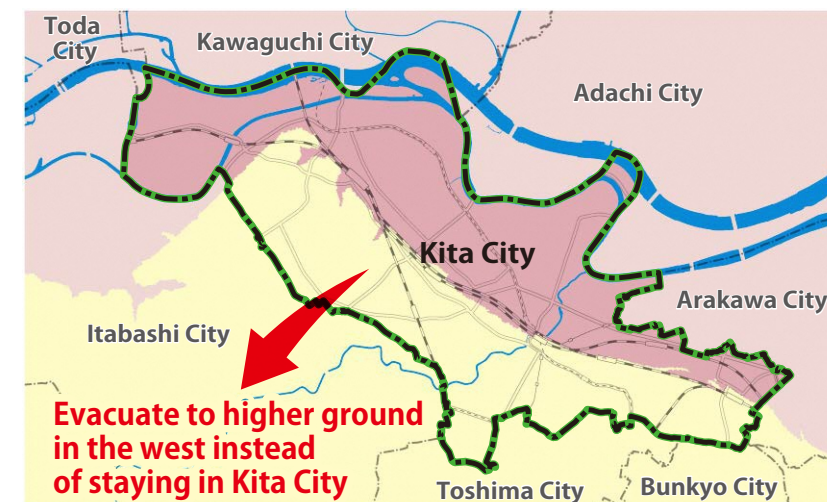 Toda
City
Kawaguchi City
Adachi City
Kita City
Arakawa City
Itabashi City
Evacuate to higher ground
in the west instead
of staying in Kita City
Toshima City
Bunkyo City